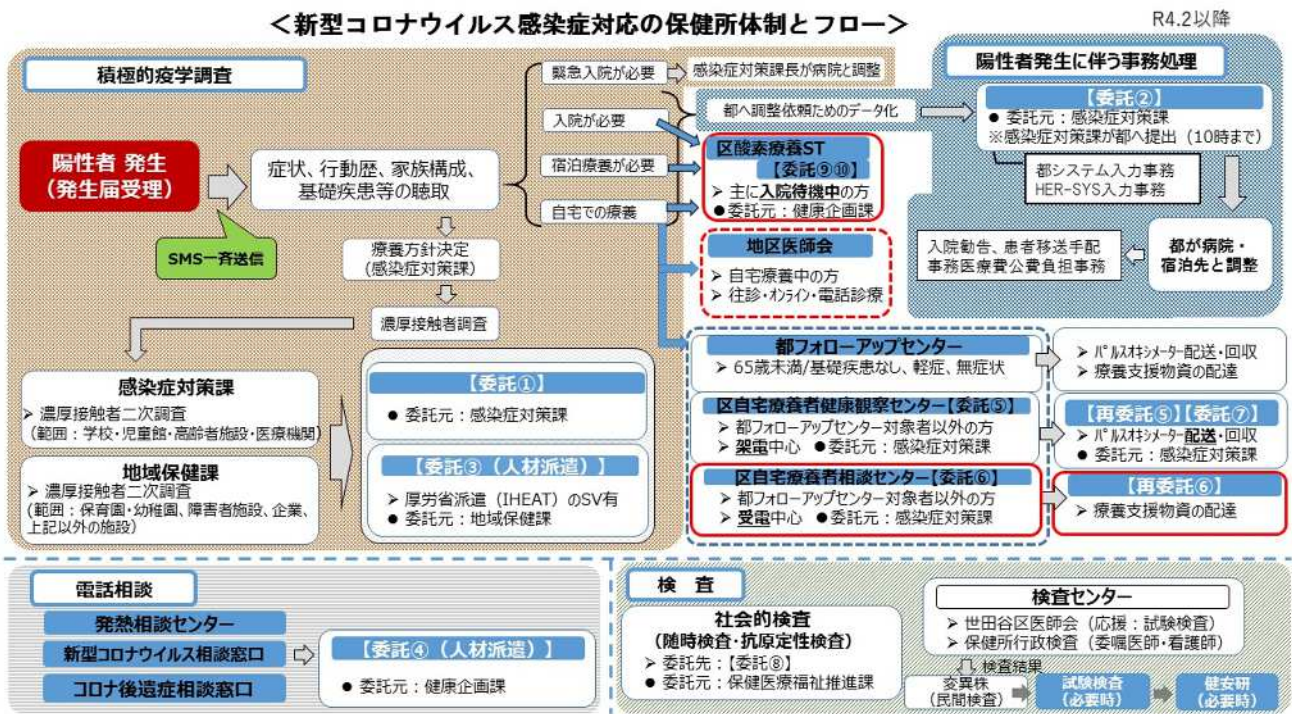 ＜新型コロナウイルス感染症対応の保健所体制とフロー＞
R4.2以降
積極的疫学調査
陽性者 発生
（発生届受理）
SMS一斉送信
症状、行動歴、家族構成、
基礎疾患等の聴取
療養方針決定
(感染症対策課)
濃厚接触者調査
緊急入院が必要
感染症対策課長が病院と調整
入院が必要
宿泊療養が必要
自宅での療養
都へ調整依頼ためのデータ化
陽性者発生に伴う事務処理
【委託②】
● 委託元：感染症対策課
※感染症対策課が都へ提出（10時まで）
都システム入力事務
HER-SYS入力事務
都が病院・
宿泊先と調整
入院勧告、患者移送手配
事務医療費公費負担事務
区酸素療養ST
【委託⑨⑩】
➢ 主に入院待機中の方
●委託元：健康企画課
地区医師会
➢ 自宅療養中の方
➢ 往診・オンライン・電話診療
感染症対策課
➢ 濃厚接触者二次調査
（範囲：学校・児童館・高齢者施設・医療機関）
地域保健課
➢ 濃厚接触者二次調査
(範囲：保育園・幼稚園、障害者施設、企業、
上記以外の施設)
【委託①】
● 委託元：感染症対策課
【委託③（人材派遣）】
➢ 厚労省派遣（IHEAT）のSV有
● 委託元：地域保健課
都フォローアップセンター
➢ 65歳未満/基礎疾患なし、軽症、無症状
➢ パルスオキシメーター配送・回収
➢ 療養支援物資の配達
区自宅療養者健康観察センター【委託⑤】
➢ 都フォローアップセンター対象者以外の方
➢ 架電中心 ●委託元：感染症対策課
【再委託⑤】【委託⑦】
➢ パルスオキシメーター配送・回収
● 委託元：感染症対策課
区自宅療養者相談センター【委託⑥】
➢ 都フォローアップセンター対象者以外の方
➢ 受電中心 ●委託元：感染症対策課
【再委託⑥】
➢ 療養支援物資の配達
電話相談
発熱相談センター
新型コロナウイルス相談窓口
コロナ後遺症相談窓口
【委託④（人材派遣）】
● 委託元：健康企画課
検 査
社会的検査
（随時検査・抗原定性検査）
➢ 委託先：【委託⑧】
● 委託元：保健医療福祉推進課
検査センター
➢ 世田谷区医師会（応援：試験検査）
➢ 保健所行政検査（委嘱医師・看護師）
検査結果
変異株
（民間検査）
試験検査
（必要時）
健安研
（必要時）